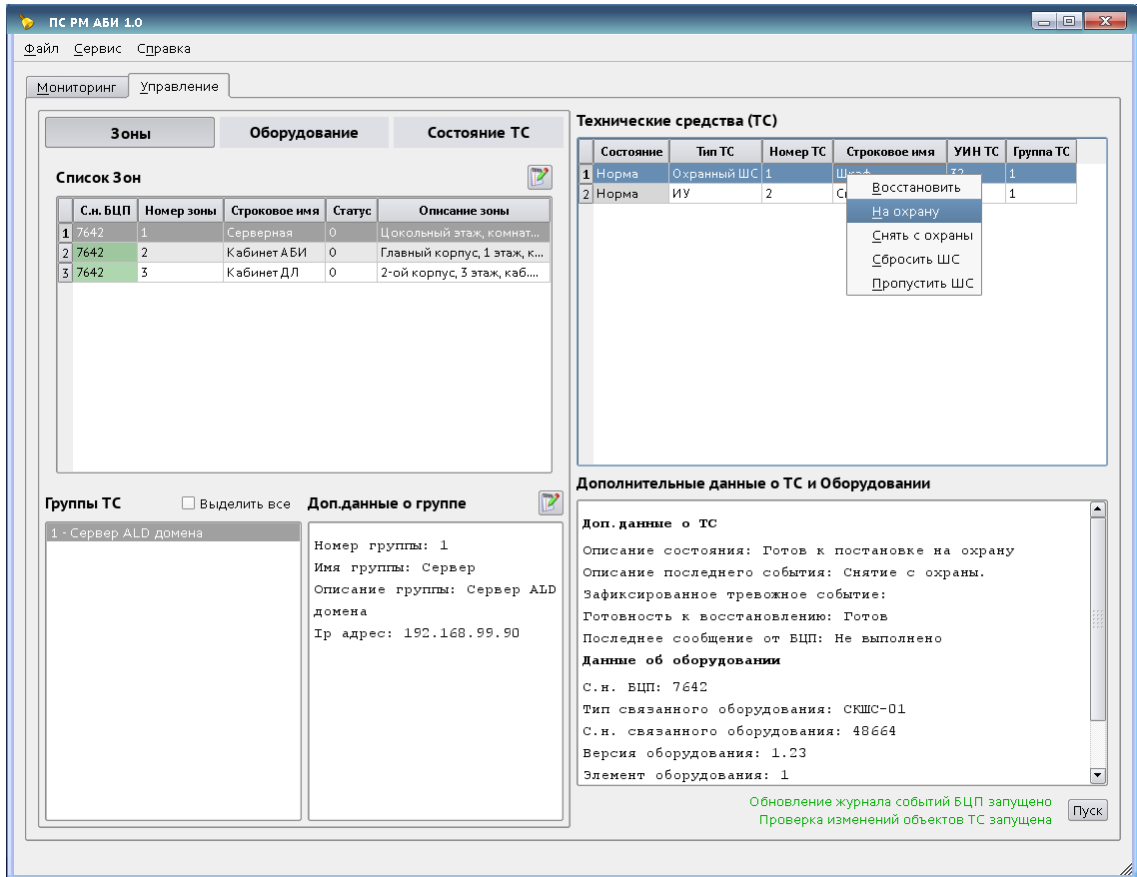 ПС РМ АБИ 1.0
Файл Сервис Справка
Мониторинг Управление
Зоны Оборудование Состояние ТС
Список Зон
С.н. БЦП Номер зоны Строковое имя Статус Описание зоны
1 7642 1 Серверная 0 Цокольный этаж, комнат...
2 7642 2 Кабинет АБИ 0 Главный корпус, 1 этаж, к...
3 7642 3 Кабинет ДЛ 0 2-ой корпус, 3 этаж, каб....
Группы ТС Выделить все Доп.данные о группе
1 - Сервер ALD домена
Номер группы: 1
Имя группы: Сервер
Описание группы: Сервер ALD
домена
Ip адрес: 192.168.99.90
Технические средства (ТС)
Состояние Тип ТС Номер ТС Строковое имя УИН ТС Группа ТС
1 Норма Охранный ШС 1 Шкаф 32 1
2 Норма ИУ 2 1
Восстановить
На охрану
Снять с охраны
Сбросить ШС
Пропустить ШС
Дополнительные данные о ТС и Оборудовании
Доп.данные о ТС
Описание состояния: Готов к постановке на охрану
Описание последнего события: Снятие с охраны.
Зафиксированное тревожное событие:
Готовность к восстановлению: Готов
Последнее сообщение от БЦП: Не выполнено
Данные об оборудовании
С.н. БЦП: 7642
Тип связанного оборудования: СКШС-01
С.н. связанного оборудования: 48664
Версия оборудования: 1.23
Элемент оборудования: 1
Обновление журнала событий БЦП запущено
Проверка изменений объектов ТС запущена
Пуск